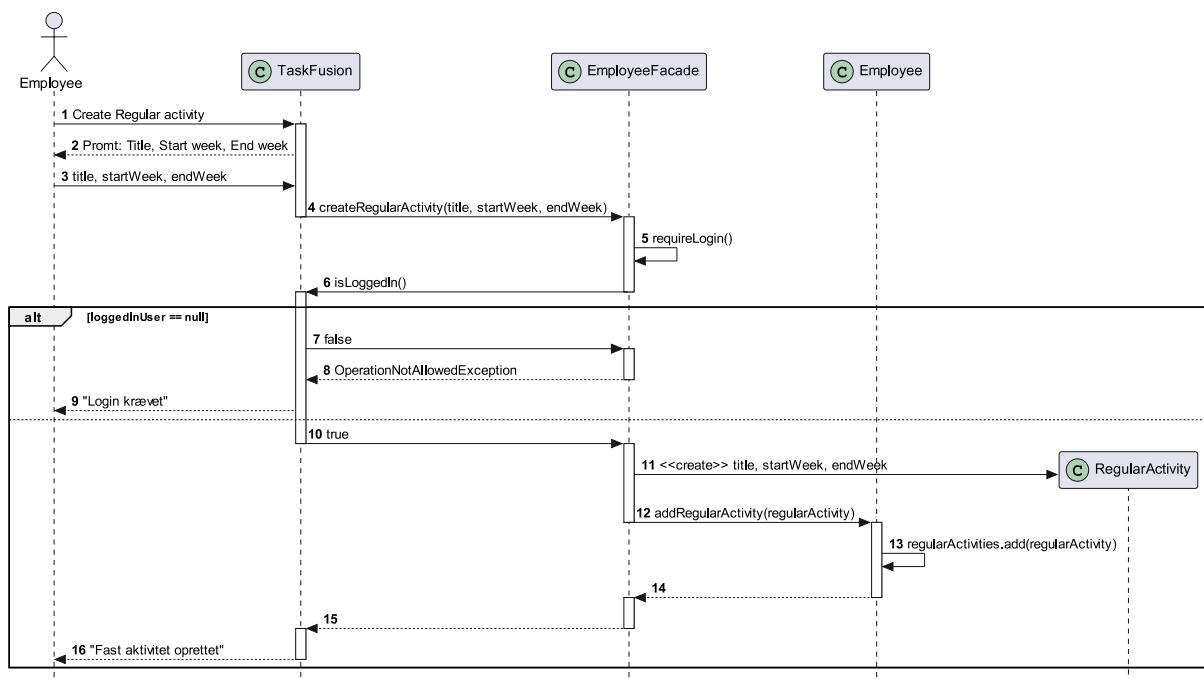 Employee
C TaskFusion
C EmployeeFacade
C Employee
1 Create Regular activity
2 Promt: Title, Start week, End week
3 title, startWeek, endWeek
4 createRegularActivity(title, startWeek, endWeek)
5 requireLogin()
6 isLoggedIn()
alt [loggedInUser == null]
7 false
8 OperationNotAllowedException
9 "Login krævet"
10 true
11 <<create>> title, startWeek, endWeek
C RegularActivity
12 addRegularActivity(regularActivity)
13 regularActivities.add(regularActivity)
14
15
16 "Fast aktivitet oprettet"